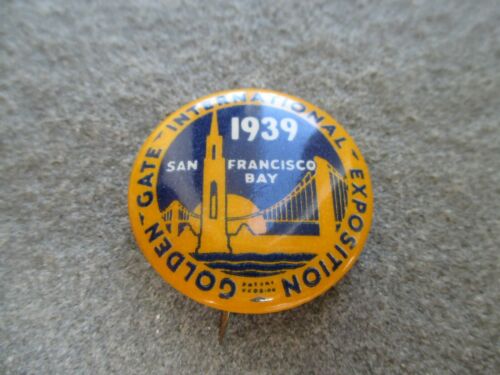 GOLDEN - GATE - INTERNATIONAL - EXPOSITION
1939
SAN FRANCISCO
BAY